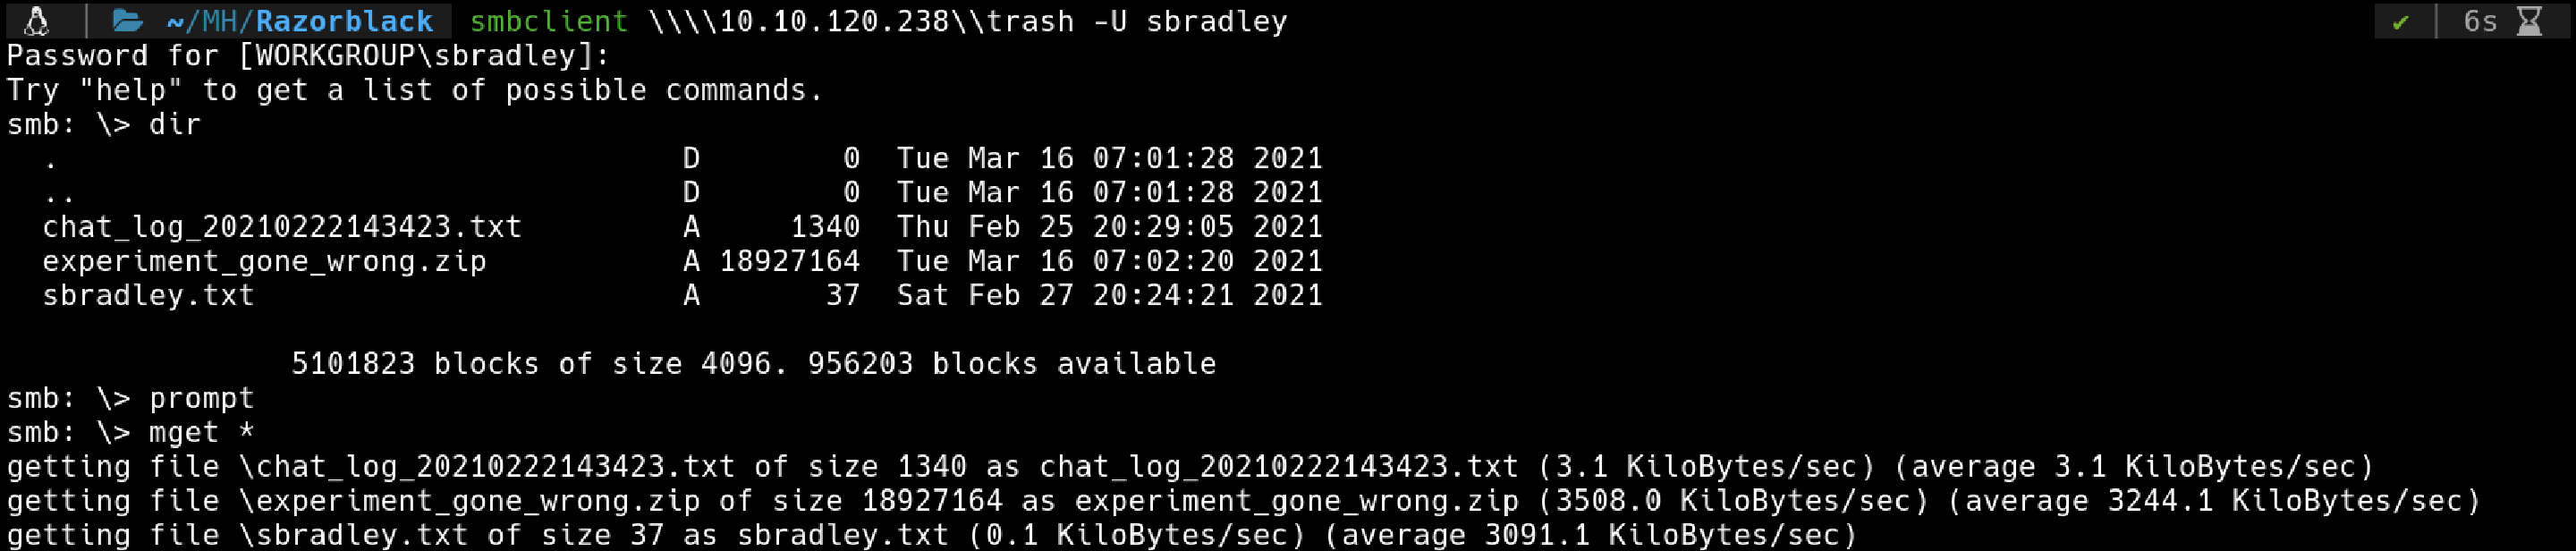 ~/MH/Razorblack smbclient \\\\10.10.120.238\\trash -U sbradley ✔ 6s
Password for [WORKGROUP\sbradley]:
Try "help" to get a list of possible commands.
smb: \> dir
. D 0 Tue Mar 16 07:01:28 2021
.. D 0 Tue Mar 16 07:01:28 2021
chat_log_20210222143423.txt A 1340 Thu Feb 25 20:29:05 2021
experiment_gone_wrong.zip A 18927164 Tue Mar 16 07:02:20 2021
sbradley.txt A 37 Sat Feb 27 20:24:21 2021
5101823 blocks of size 4096. 956203 blocks available
smb: \> prompt
smb: \> mget *
getting file \chat_log_20210222143423.txt of size 1340 as chat_log_20210222143423.txt (3.1 KiloBytes/sec) (average 3.1 KiloBytes/sec)
getting file \experiment_gone_wrong.zip of size 18927164 as experiment_gone_wrong.zip (3508.0 KiloBytes/sec) (average 3244.1 KiloBytes/sec)
getting file \sbradley.txt of size 37 as sbradley.txt (0.1 KiloBytes/sec) (average 3091.1 KiloBytes/sec)